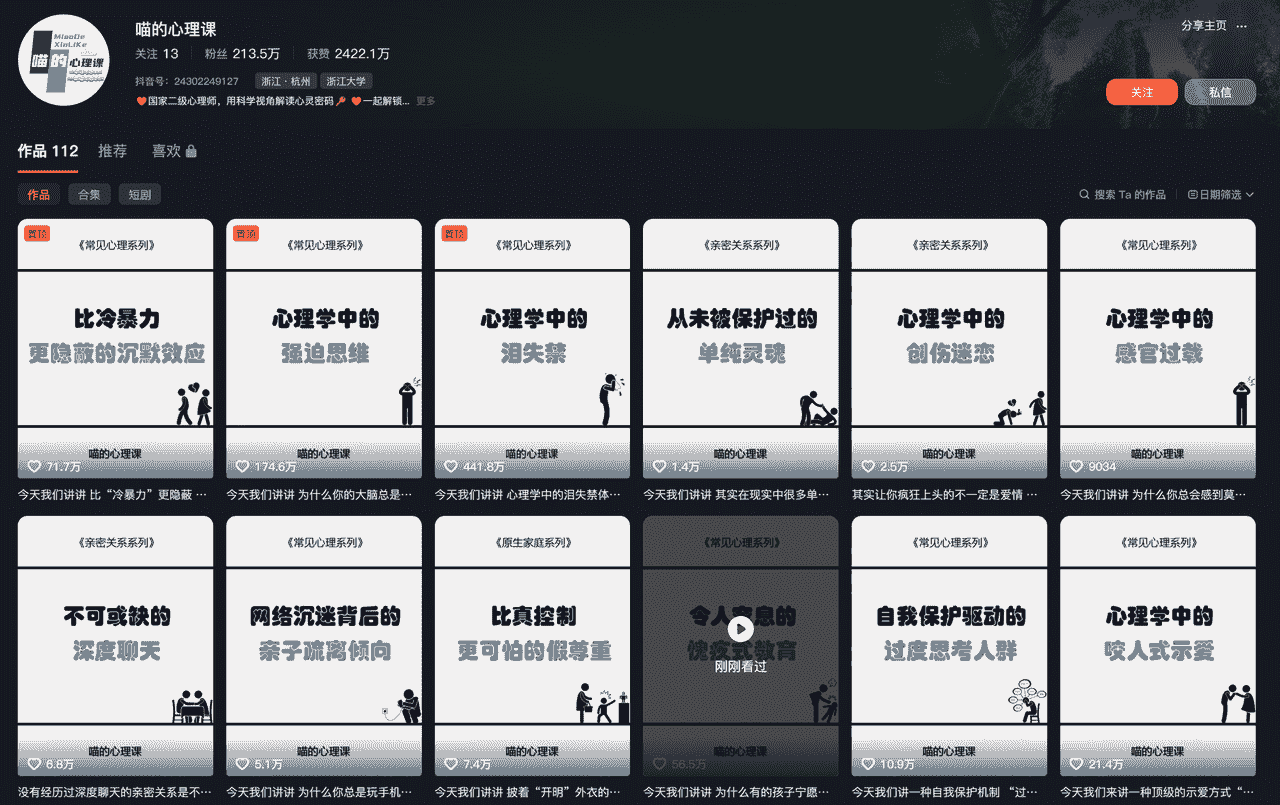 MiaoDe
XinLiKe
喵的
心理课
喵的心理课
关注 13 粉丝 213.5万 获赞 2422.1万
抖音号：24302249127 浙江·杭州 浙江大学
❤️国家二级心理师，用科学视角解读心灵密码🔑 ❤️一起解锁... 更多
分享主页 ...
关注 私信
作品 112 推荐 喜欢
作品 合集 短剧
搜索 Ta 的作品 日期筛选
置顶
《常见心理系列》
比冷暴力
更隐蔽的沉默效应
喵的心理课
71.7万
今天我们讲讲 比“冷暴力”更隐蔽 ...
置顶
《常见心理系列》
心理学中的
强迫思维
喵的心理课
174.6万
今天我们讲讲 为什么你的大脑总是...
置顶
《常见心理系列》
心理学中的
泪失禁
喵的心理课
441.8万
今天我们讲讲 心理学中的泪失禁体...
《亲密关系系列》
从未被保护过的
单纯灵魂
喵的心理课
1.4万
今天我们讲讲 其实在现实中很多单...
《亲密关系系列》
心理学中的
创伤迷恋
喵的心理课
2.5万
其实让你疯狂上头的不一定是爱情 ...
《常见心理系列》
心理学中的
感官过载
喵的心理课
9034
今天我们讲讲 为什么你总会感到莫...
《亲密关系系列》
不可或缺的
深度聊天
喵的心理课
6.8万
没有经历过深度聊天的亲密关系是不...
《常见心理系列》
网络沉迷背后的
亲子疏离倾向
喵的心理课
5.1万
今天我们讲讲 为什么你总是玩手机...
《原生家庭系列》
比真控制
更可怕的假尊重
喵的心理课
7.4万
今天我们讲讲 披着“开明”外衣的...
《常见心理系列》
令人窒息的
愧疚式教育
刚刚看过
喵的心理课
56.5万
今天我们讲讲 为什么有的孩子宁愿...
《常见心理系列》
自我保护驱动的
过度思考人群
喵的心理课
10.9万
今天我们讲一种自我保护机制 “过...
《常见心理系列》
心理学中的
咬人式示爱
喵的心理课
21.4万
今天我们来讲一种顶级的示爱方式“...